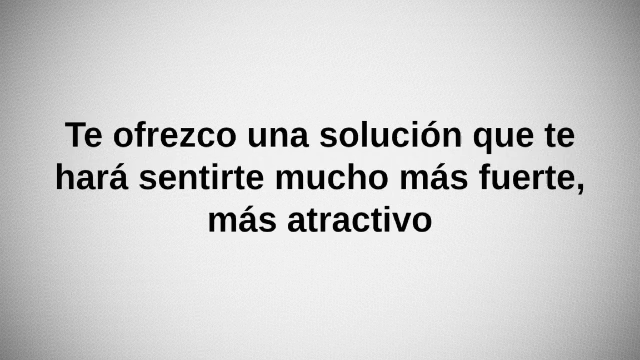 Te ofrezco una solución que te
hará sentirte mucho más fuerte,
más atractivo